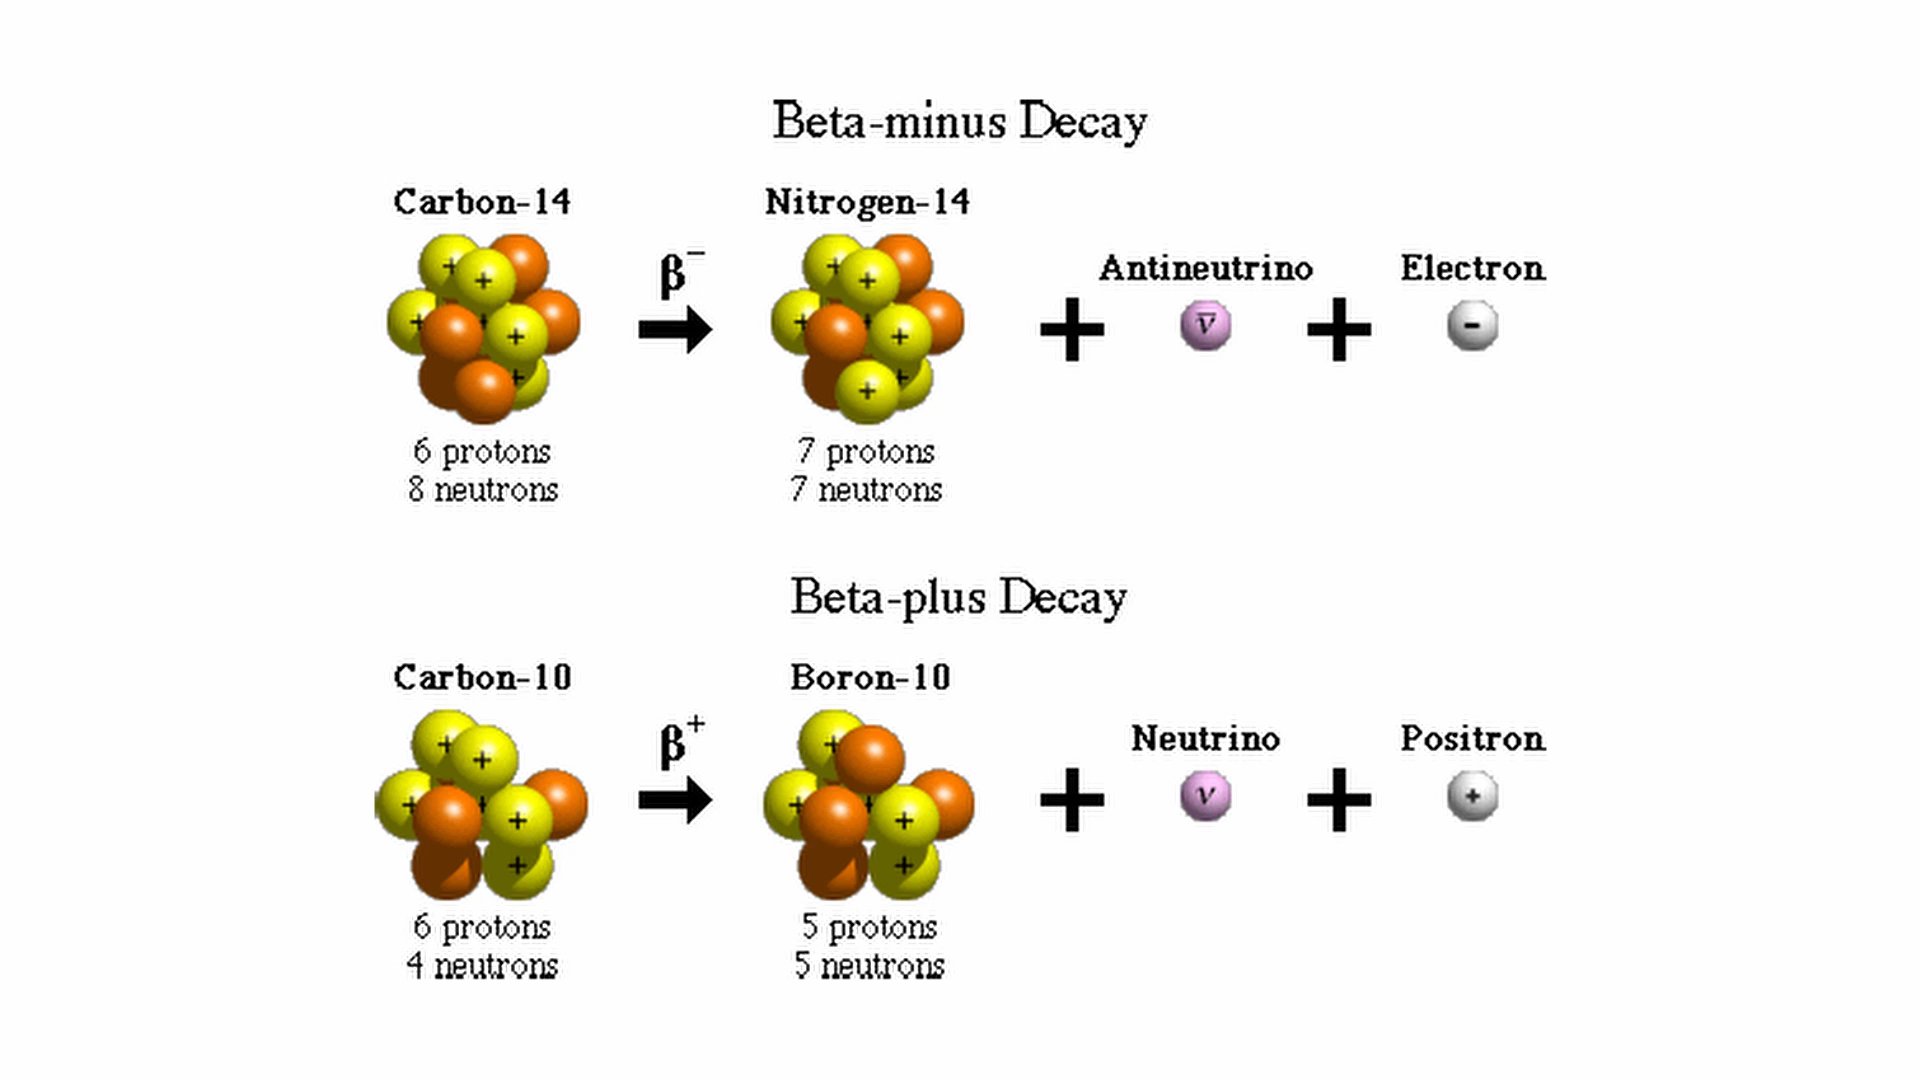 Beta-minus Decay
Carbon-14
Nitrogen-14
β⁻
Antineutrino
Electron
+ + + + + +
+ + + + + + +
+
ν̅
+
-
6 protons
8 neutrons
7 protons
7 neutrons
Beta-plus Decay
Carbon-10
Boron-10
β⁺
Neutrino
Positron
+ + + + + +
+ + + + +
+
ν
+
+
6 protons
4 neutrons
5 protons
5 neutrons